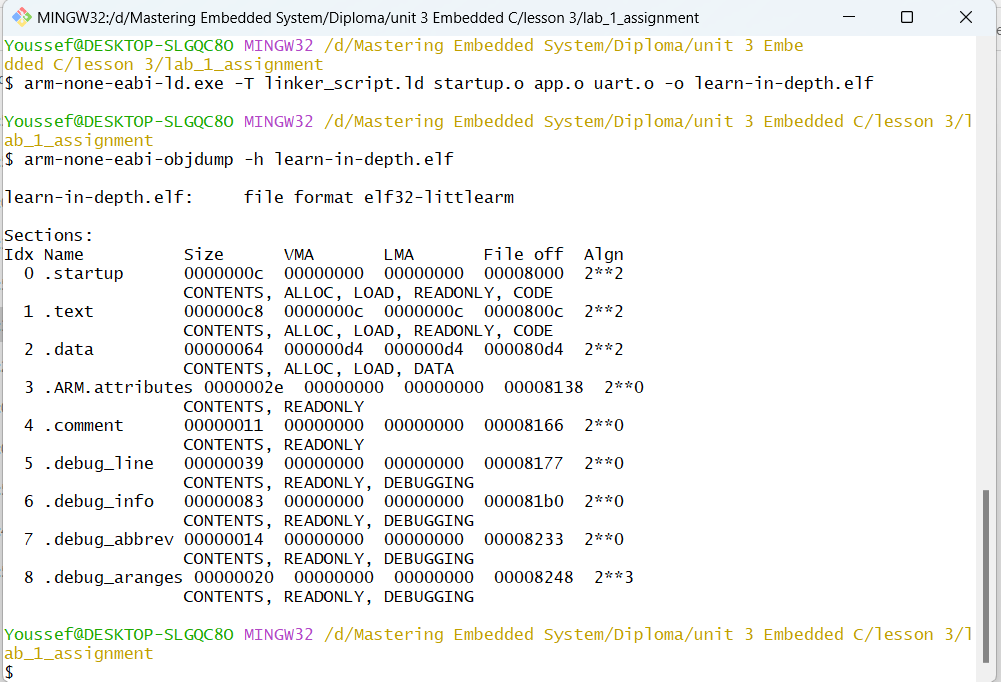 MINGW32:/d/Mastering Embedded System/Diploma/unit 3 Embedded C/lesson 3/lab_1_assignment
Youssef@DESKTOP-SLGQC8O MINGW32 /d/Mastering Embedded System/Diploma/unit 3 Embe
dded C/lesson 3/lab_1_assignment
$ arm-none-eabi-ld.exe -T linker_script.ld startup.o app.o uart.o -o learn-in-depth.elf
Youssef@DESKTOP-SLGQC8O MINGW32 /d/Mastering Embedded System/Diploma/unit 3 Embedded C/lesson 3/l
ab_1_assignment
$ arm-none-eabi-objdump -h learn-in-depth.elf
learn-in-depth.elf:     file format elf32-littlearm
Sections:
Idx Name          Size      VMA       LMA       File off  Algn
  0 .startup      0000000c  00000000  00000000  00008000  2**2
                  CONTENTS, ALLOC, LOAD, READONLY, CODE
  1 .text         000000c8  0000000c  0000000c  0000800c  2**2
                  CONTENTS, ALLOC, LOAD, READONLY, CODE
  2 .data         00000064  000000d4  000000d4  000080d4  2**2
                  CONTENTS, ALLOC, LOAD, DATA
  3 .ARM.attributes 0000002e  00000000  00000000  00008138  2**0
                  CONTENTS, READONLY
  4 .comment      00000011  00000000  00000000  00008166  2**0
                  CONTENTS, READONLY
  5 .debug_line   00000039  00000000  00000000  00008177  2**0
                  CONTENTS, READONLY, DEBUGGING
  6 .debug_info   00000083  00000000  00000000  000081b0  2**0
                  CONTENTS, READONLY, DEBUGGING
  7 .debug_abbrev 00000014  00000000  00000000  00008233  2**0
                  CONTENTS, READONLY, DEBUGGING
  8 .debug_aranges 00000020  00000000  00000000  00008248  2**3
                  CONTENTS, READONLY, DEBUGGING
Youssef@DESKTOP-SLGQC8O MINGW32 /d/Mastering Embedded System/Diploma/unit 3 Embedded C/lesson 3/l
ab_1_assignment
$